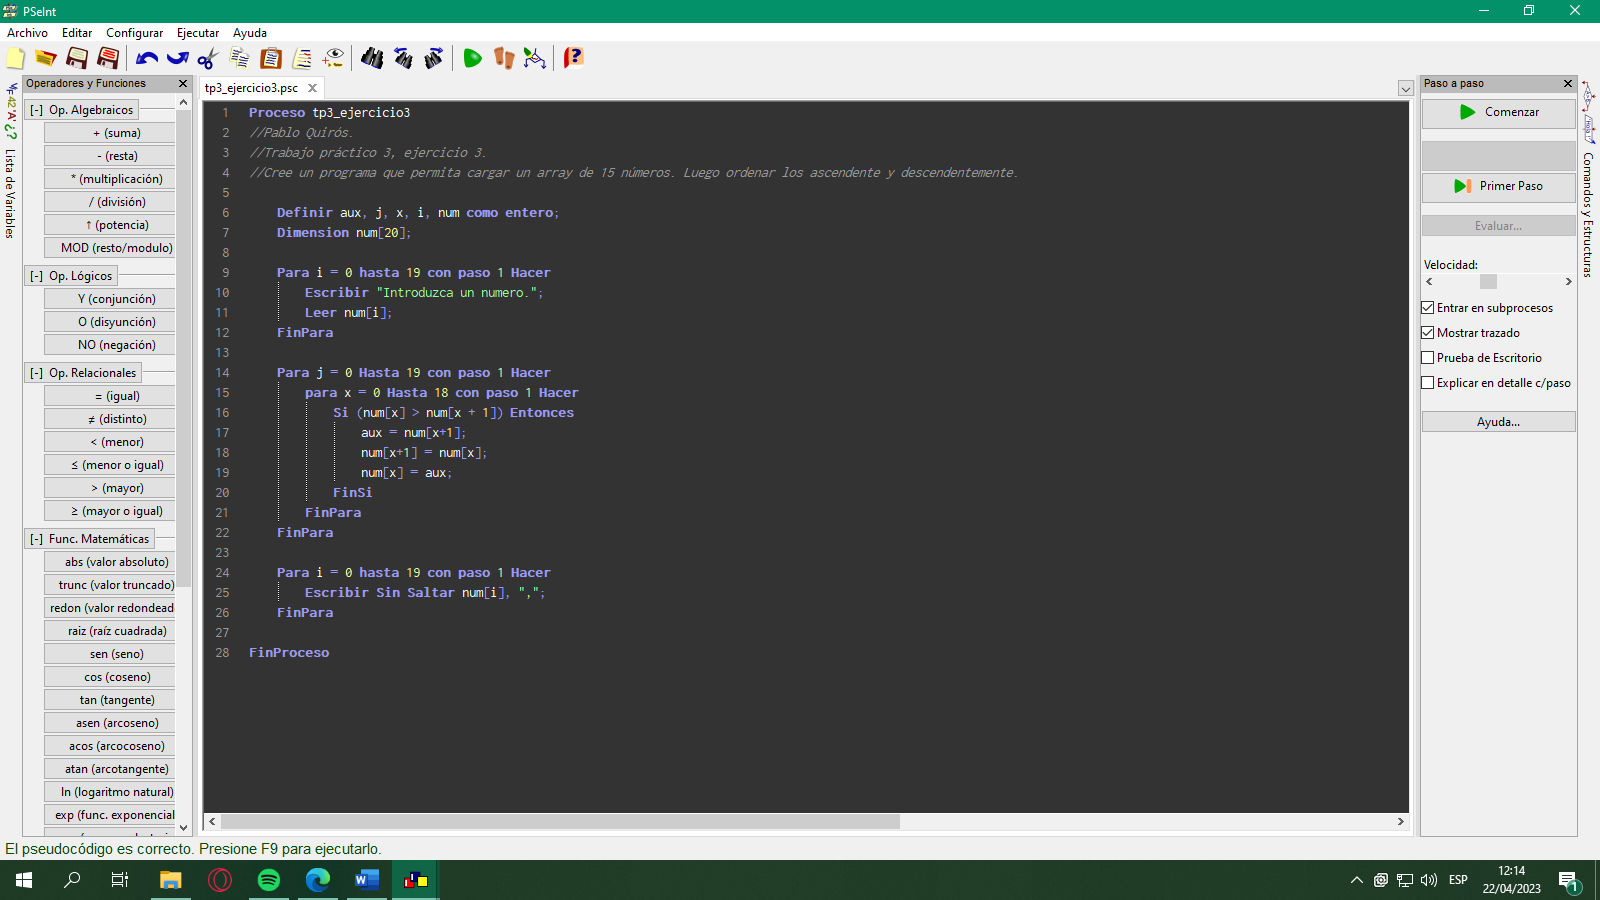 PSeInt
Archivo Editar Configurar Ejecutar Ayuda
Operadores y Funciones
[-] Op. Algebraicos
+ (suma)
- (resta)
* (multiplicación)
/ (división)
↑ (potencia)
MOD (resto/modulo)
[-] Op. Lógicos
Y (conjunción)
O (disyunción)
NO (negación)
[-] Op. Relacionales
= (igual)
≠ (distinto)
< (menor)
≤ (menor o igual)
> (mayor)
≥ (mayor o igual)
[-] Func. Matemáticas
abs (valor absoluto)
trunc (valor truncado)
redon (valor redondead
raiz (raíz cuadrada)
sen (seno)
cos (coseno)
tan (tangente)
asen (arcoseno)
acos (arcocoseno)
atan (arcotangente)
ln (logaritmo natural)
exp (func. exponencial
Lista de Variables
tp3_ejercicio3.psc
1 Proceso tp3_ejercicio3
2 //Pablo Quirós.
3 //Trabajo práctico 3, ejercicio 3.
4 //Cree un programa que permita cargar un array de 15 números. Luego ordenar los ascendente y descendentemente.
5
6 Definir aux, j, x, i, num como entero;
7 Dimension num[20];
8
9 Para i = 0 hasta 19 con paso 1 Hacer
10 Escribir "Introduzca un numero.";
11 Leer num[i];
12 FinPara
13
14 Para j = 0 Hasta 19 con paso 1 Hacer
15 para x = 0 Hasta 18 con paso 1 Hacer
16 Si (num[x] > num[x + 1]) Entonces
17 aux = num[x+1];
18 num[x+1] = num[x];
19 num[x] = aux;
20 FinSi
21 FinPara
22 FinPara
23
24 Para i = 0 hasta 19 con paso 1 Hacer
25 Escribir Sin Saltar num[i], ",";
26 FinPara
27
28 FinProceso
Paso a paso
Comenzar
Primer Paso
Evaluar...
Velocidad:
Entrar en subprocesos
Mostrar trazado
Prueba de Escritorio
Explicar en detalle c/paso
Ayuda...
Comandos y Estructuras
El pseudocódigo es correcto. Presione F9 para ejecutarlo.
ESP
12:14
22/04/2023
1